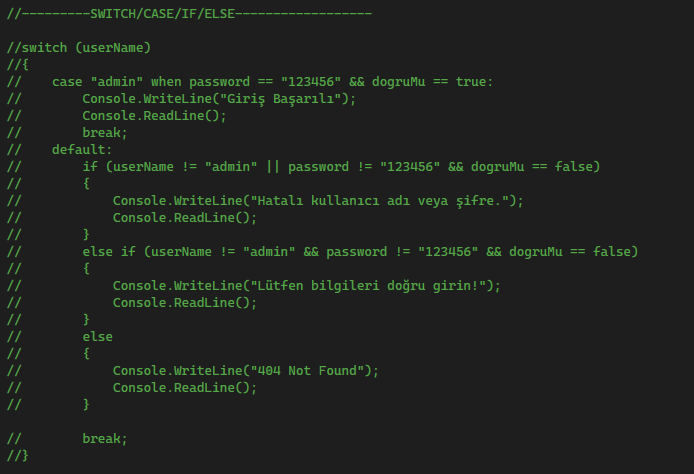 //---------SWITCH/CASE/IF/ELSE------------------
//switch (userName)
//{
//    case "admin" when password == "123456" && dogruMu == true:
//        Console.WriteLine("Giriş Başarılı");
//        Console.ReadLine();
//        break;
//    default:
//        if (userName != "admin" || password != "123456" && dogruMu == false)
//        {
//            Console.WriteLine("Hatalı kullanıcı adı veya şifre.");
//            Console.ReadLine();
//        }
//        else if (userName != "admin" && password != "123456" && dogruMu == false)
//        {
//            Console.WriteLine("Lütfen bilgileri doğru girin!");
//            Console.ReadLine();
//        }
//        else
//        {
//            Console.WriteLine("404 Not Found");
//            Console.ReadLine();
//        }
//        break;
//}